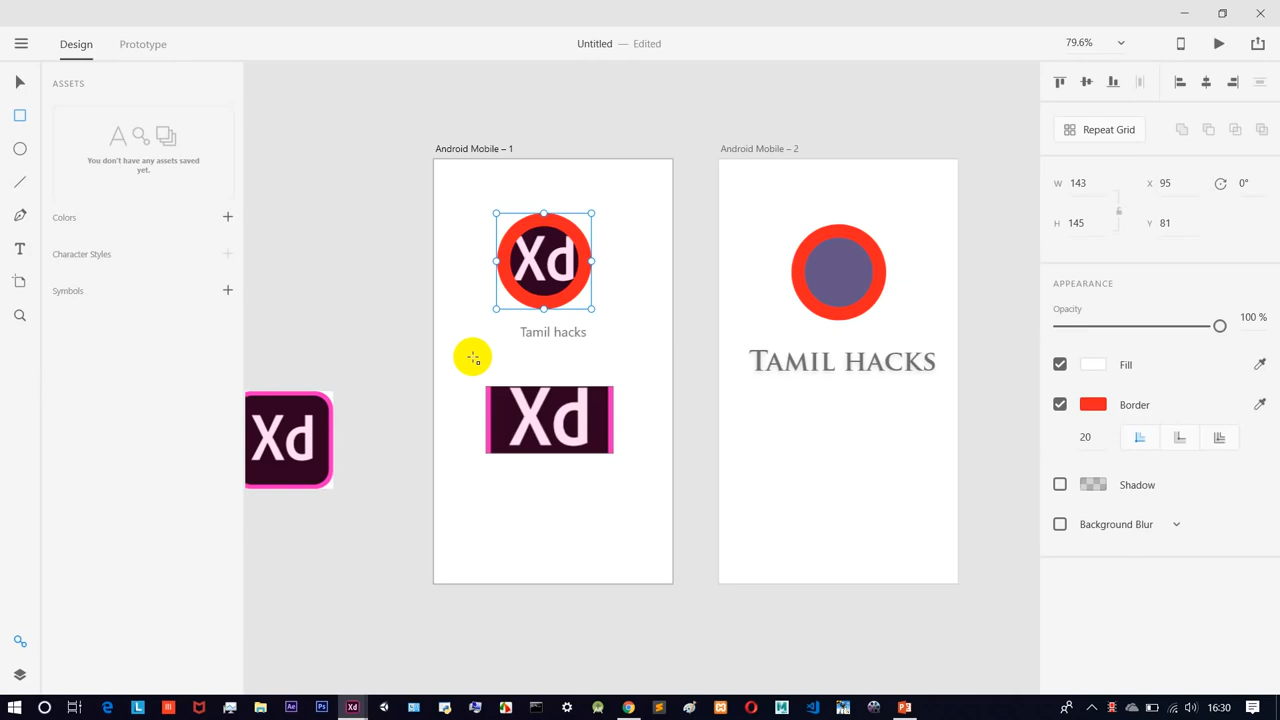 Design
Prototype
Untitled — Edited
79.6%
ASSETS
You don't have any assets saved
yet.
Colors
Character Styles
Symbols
Android Mobile – 1
Xd
Tamil hacks
Xd
Xd
Android Mobile – 2
TAMIL HACKS
Repeat Grid
W 143
X 95
0°
H 145
Y 81
APPEARANCE
Opacity
100 %
Fill
Border
20
Shadow
Background Blur
16:30